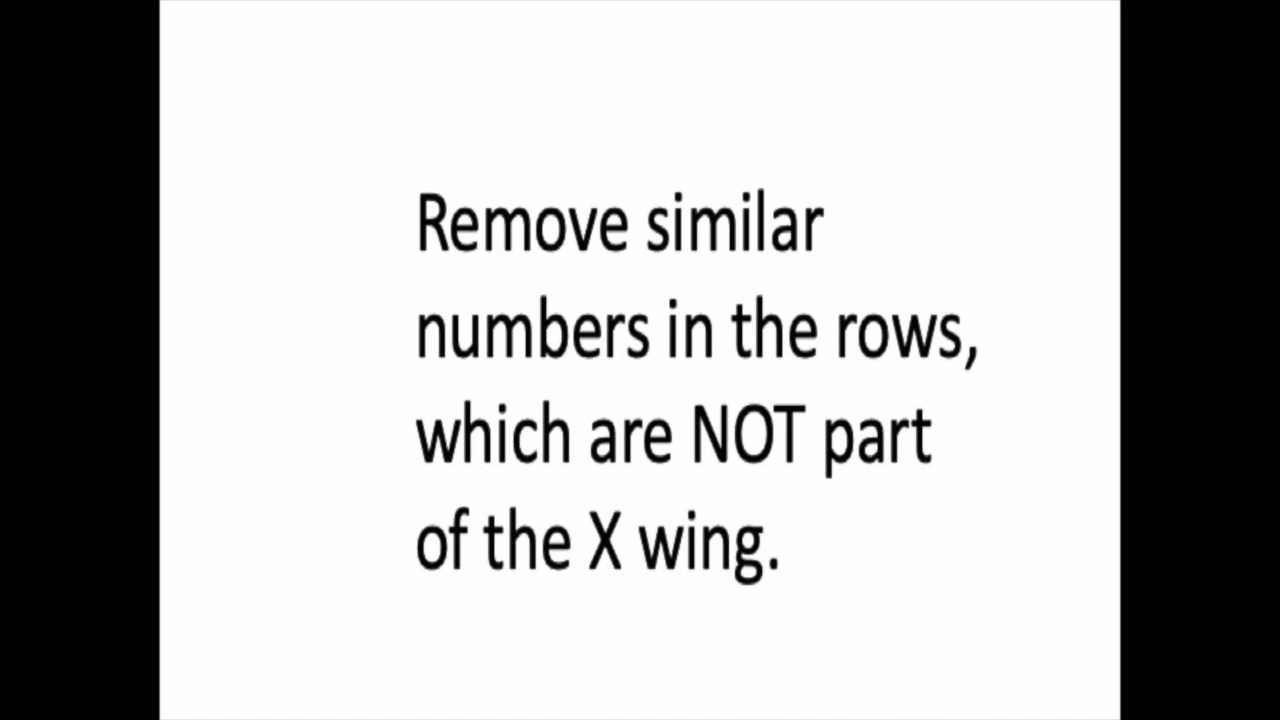 Remove similar
numbers in the rows,
which are NOT part
of the X wing.